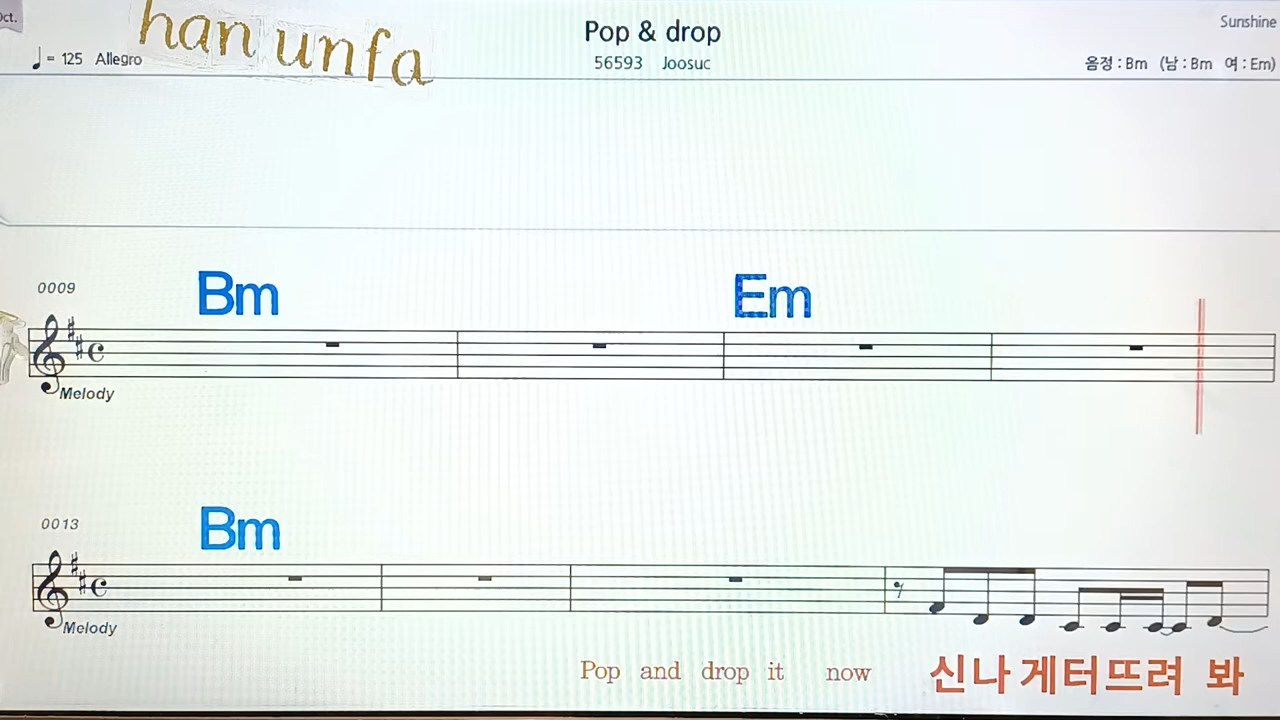 Oct.
han unfa
Pop & drop
Sunshine
♩ = 125 Allegro
56593 Joosuc
음정 : Bm (남 : Bm 여 : Em)
0009
Bm Em
Melody
0013
Bm
Melody
Pop and drop it now 신나게터뜨려 봐